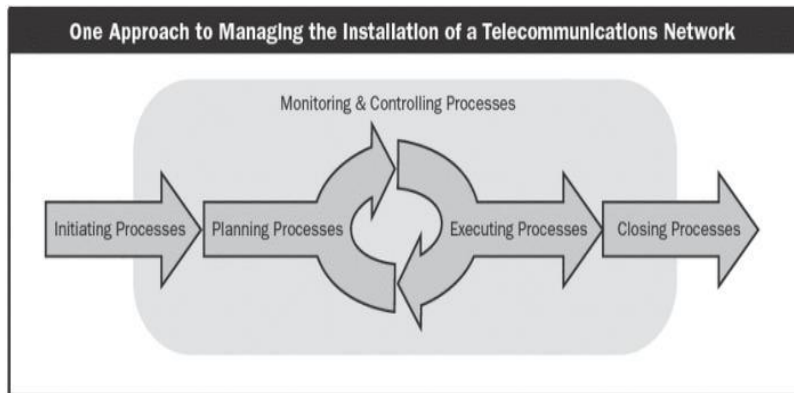 One Approach to Managing the Installation of a Telecommunications Network
Monitoring & Controlling Processes
Initiating Processes
Planning Processes
Executing Processes
Closing Processes